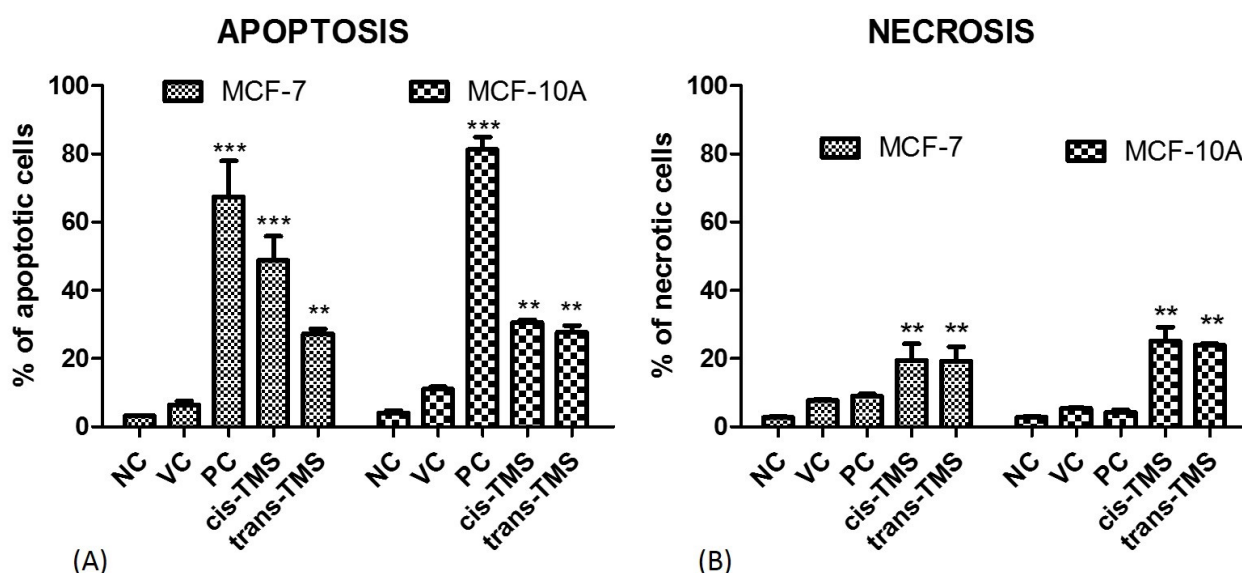 APOPTOSIS
MCF-7 MCF-10A
% of apoptotic cells
100
80
60
40
20
0
***
***
**
***
**
**
NC VC PC cis-TMS trans-TMS NC VC PC cis-TMS trans-TMS
(A)
NECROSIS
MCF-7 MCF-10A
% of necrotic cells
100
80
60
40
20
0
**
**
**
**
NC VC PC cis-TMS trans-TMS NC VC PC cis-TMS trans-TMS
(B)